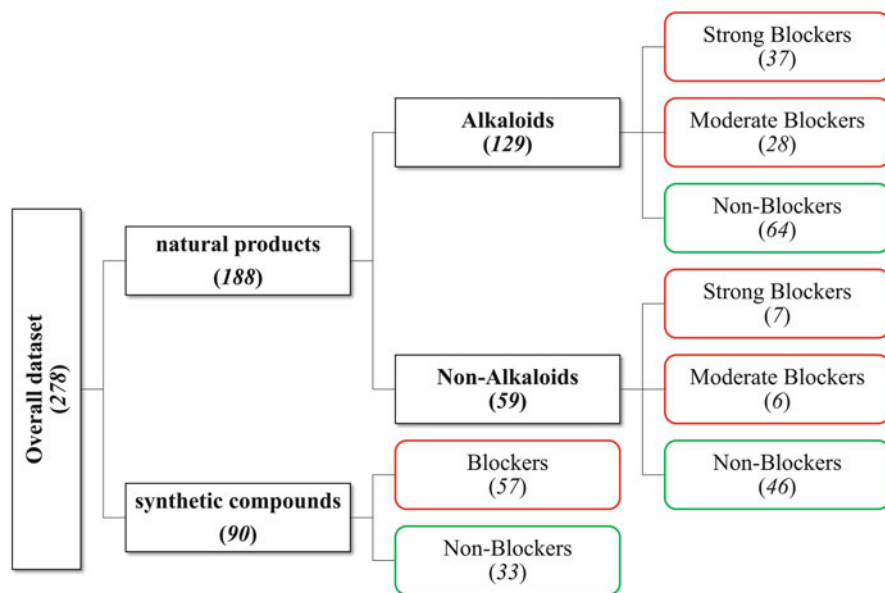 Overall dataset
(278)
natural products
(188)
Alkaloids
(129)
Strong Blockers
(37)
Moderate Blockers
(28)
Non-Blockers
(64)
Non-Alkaloids
(59)
Strong Blockers
(7)
Moderate Blockers
(6)
Non-Blockers
(46)
synthetic compounds
(90)
Blockers
(57)
Non-Blockers
(33)